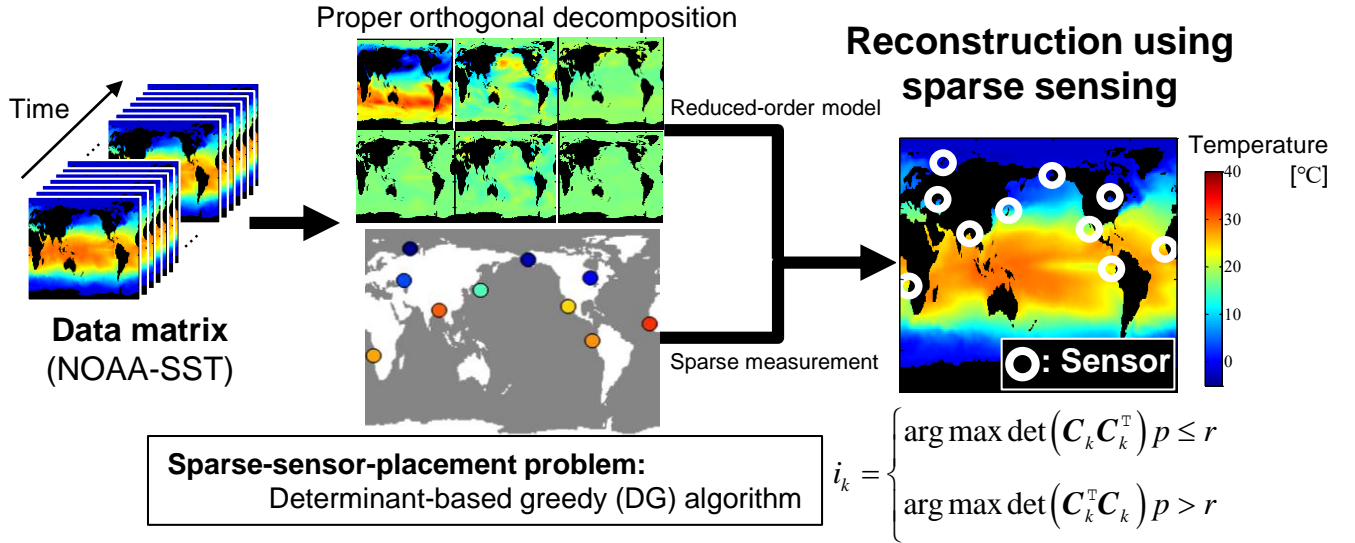 Proper orthogonal decomposition
Time
Data matrix
(NOAA-SST)
Reduced-order model
Sparse measurement
Reconstruction using
sparse sensing
Temperature
[°C]
40
30
20
10
0
: Sensor
Sparse-sensor-placement problem:
Determinant-based greedy (DG) algorithm
i_k = { arg max det(C_k C_k^T) p ≤ r
arg max det(C_k^T C_k) p > r